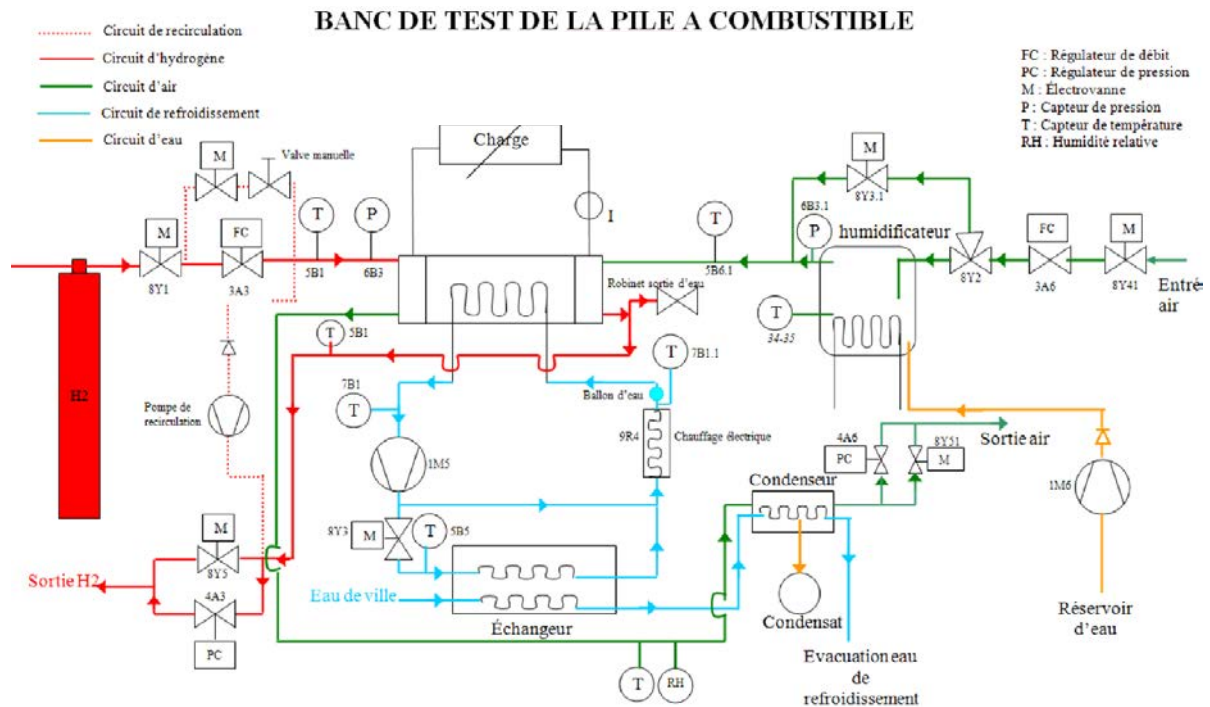 BANC DE TEST DE LA PILE A COMBUSTIBLE
Circuit de recirculation
Circuit d'hydrogène
Circuit d'air
Circuit de refroidissement
Circuit d'eau
FC : Régulateur de débit
PC : Régulateur de pression
M : Électrovanne
P : Capteur de pression
T : Capteur de température
RH : Humidité relative
Charge
M
Valve manuelle
I
M
8Y3.1
M
8Y1
FC
3A3
T
5B1
P
6B3
T
5B6.1
6B3.1
P
humidificateur
8Y2
FC
3A6
M
8Y41
Entré
air
Robinet sortie d'eau
T
34-35
T
5B1
T
7B1.1
7B1
T
Ballon d'eau
H2
Pompe de
recirculation
1M5
9R4
Chauffage électrique
4A6
PC
8Y51
M
Sortie air
1M6
Condenseur
M
8Y5
8Y3
M
T
5B5
Sortie H2
4A3
PC
Eau de ville
Échangeur
Condensat
Réservoir
d'eau
Evacuation eau
de
refroidissement
T
RH